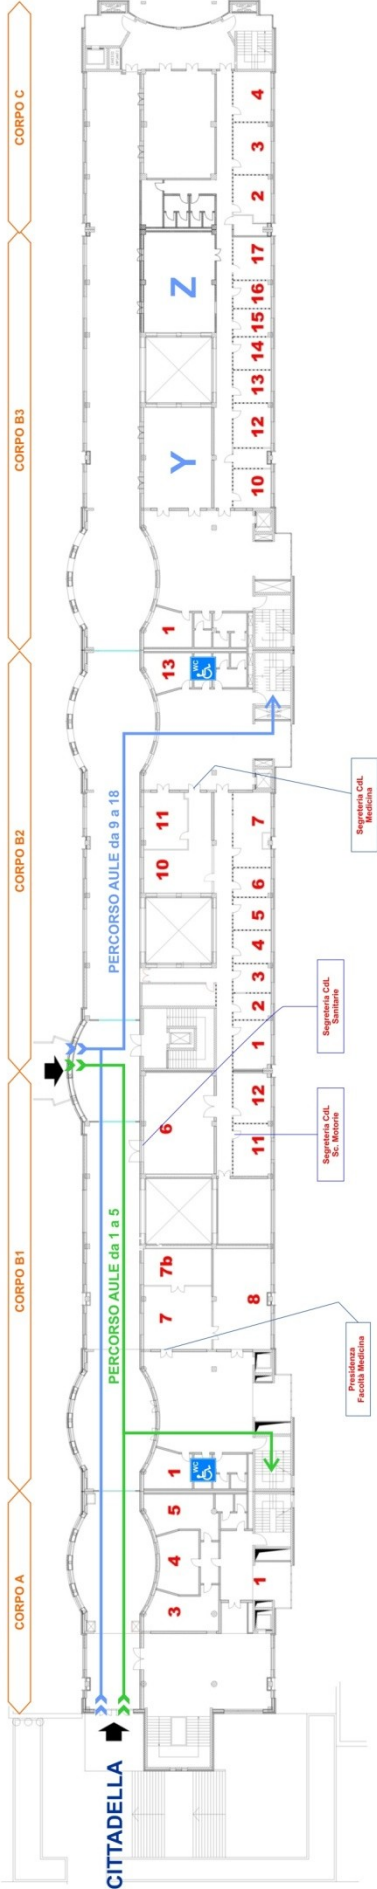 CORPO A
CORPO B1
CORPO B2
CORPO B3
CORPO C
CITTADELLA
PERCORSO AULE da 1 a 5
PERCORSO AULE da 9 a 18
3
4
5
1
WC
7
7b
6
10
11
13
WC
1
Y
Z
1
8
11
12
1
2
3
4
5
6
7
10
12
13
14
15
16
17
2
3
4
Presidenza
Facoltà Medicina
Segreteria CdL
Sc. Motorie
Segreteria CdL
Sanitarie
Segreteria CdL
Medicina